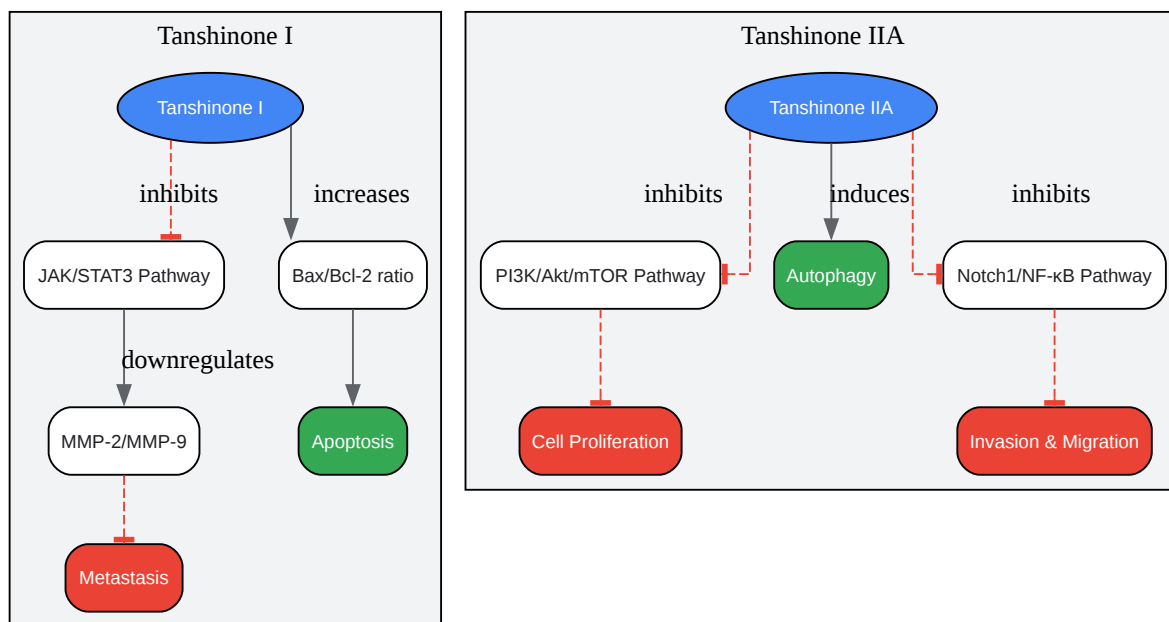 Tanshinone I
Tanshinone I
inhibits
increases
JAK/STAT3 Pathway
Bax/Bcl-2 ratio
downregulates
MMP-2/MMP-9
Apoptosis
Metastasis
Tanshinone IIA
Tanshinone IIA
inhibits
induces
inhibits
PI3K/Akt/mTOR Pathway
Autophagy
Notch1/NF-κB Pathway
Cell Proliferation
Invasion & Migration